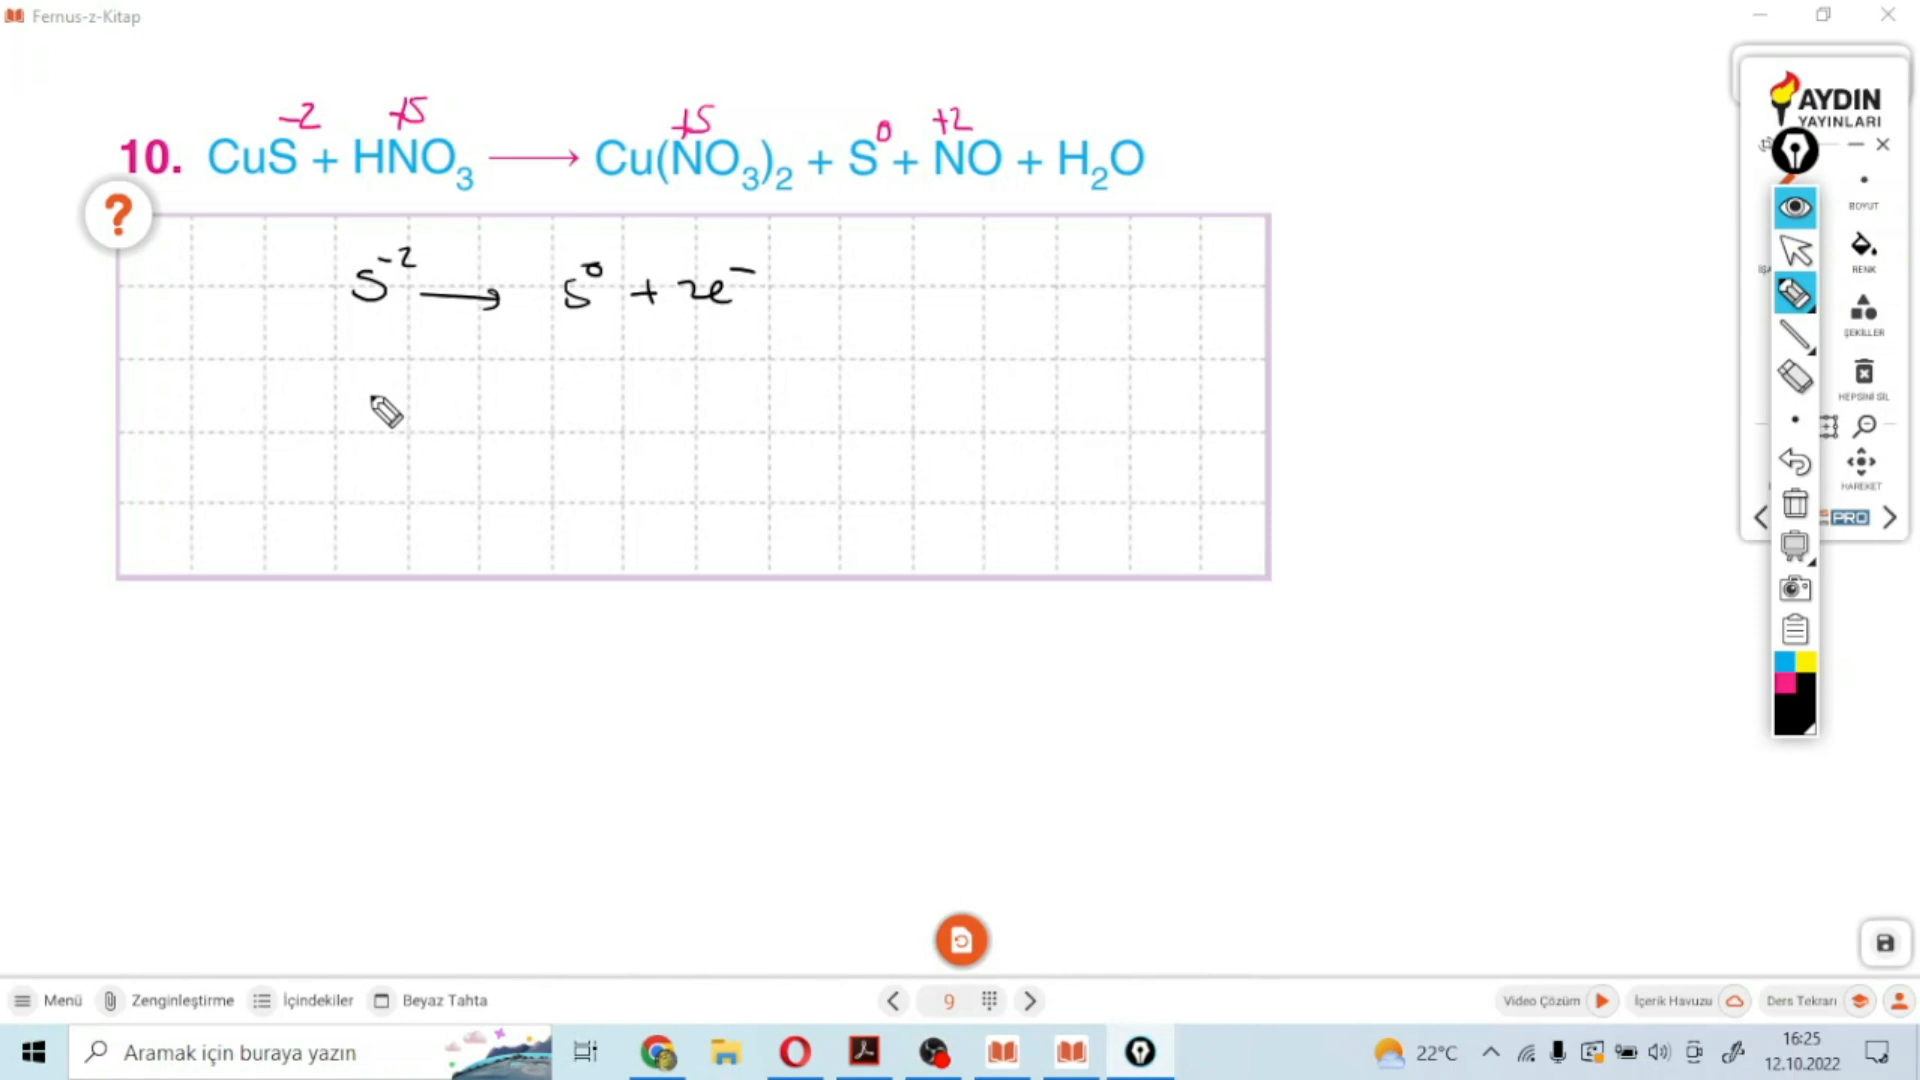 Fernus-z-Kitap
-2 +5 +5 0 +2
10. CuS + HNO₃ ⟶ Cu(NO₃)₂ + S + NO + H₂O
?
S⁻² ⟶ S⁰ + 2e⁻
AYDIN
YAYINLARI
BOYUT
RENK
ŞEKİLLER
HEPSİNİ SİL
HAREKET
PRO
Menü Zenginleştirme İçindekiler Beyaz Tahta
9
Video Çözüm İçerik Havuzu Ders Tekrarı
Aramak için buraya yazın
22°C
16:25
12.10.2022